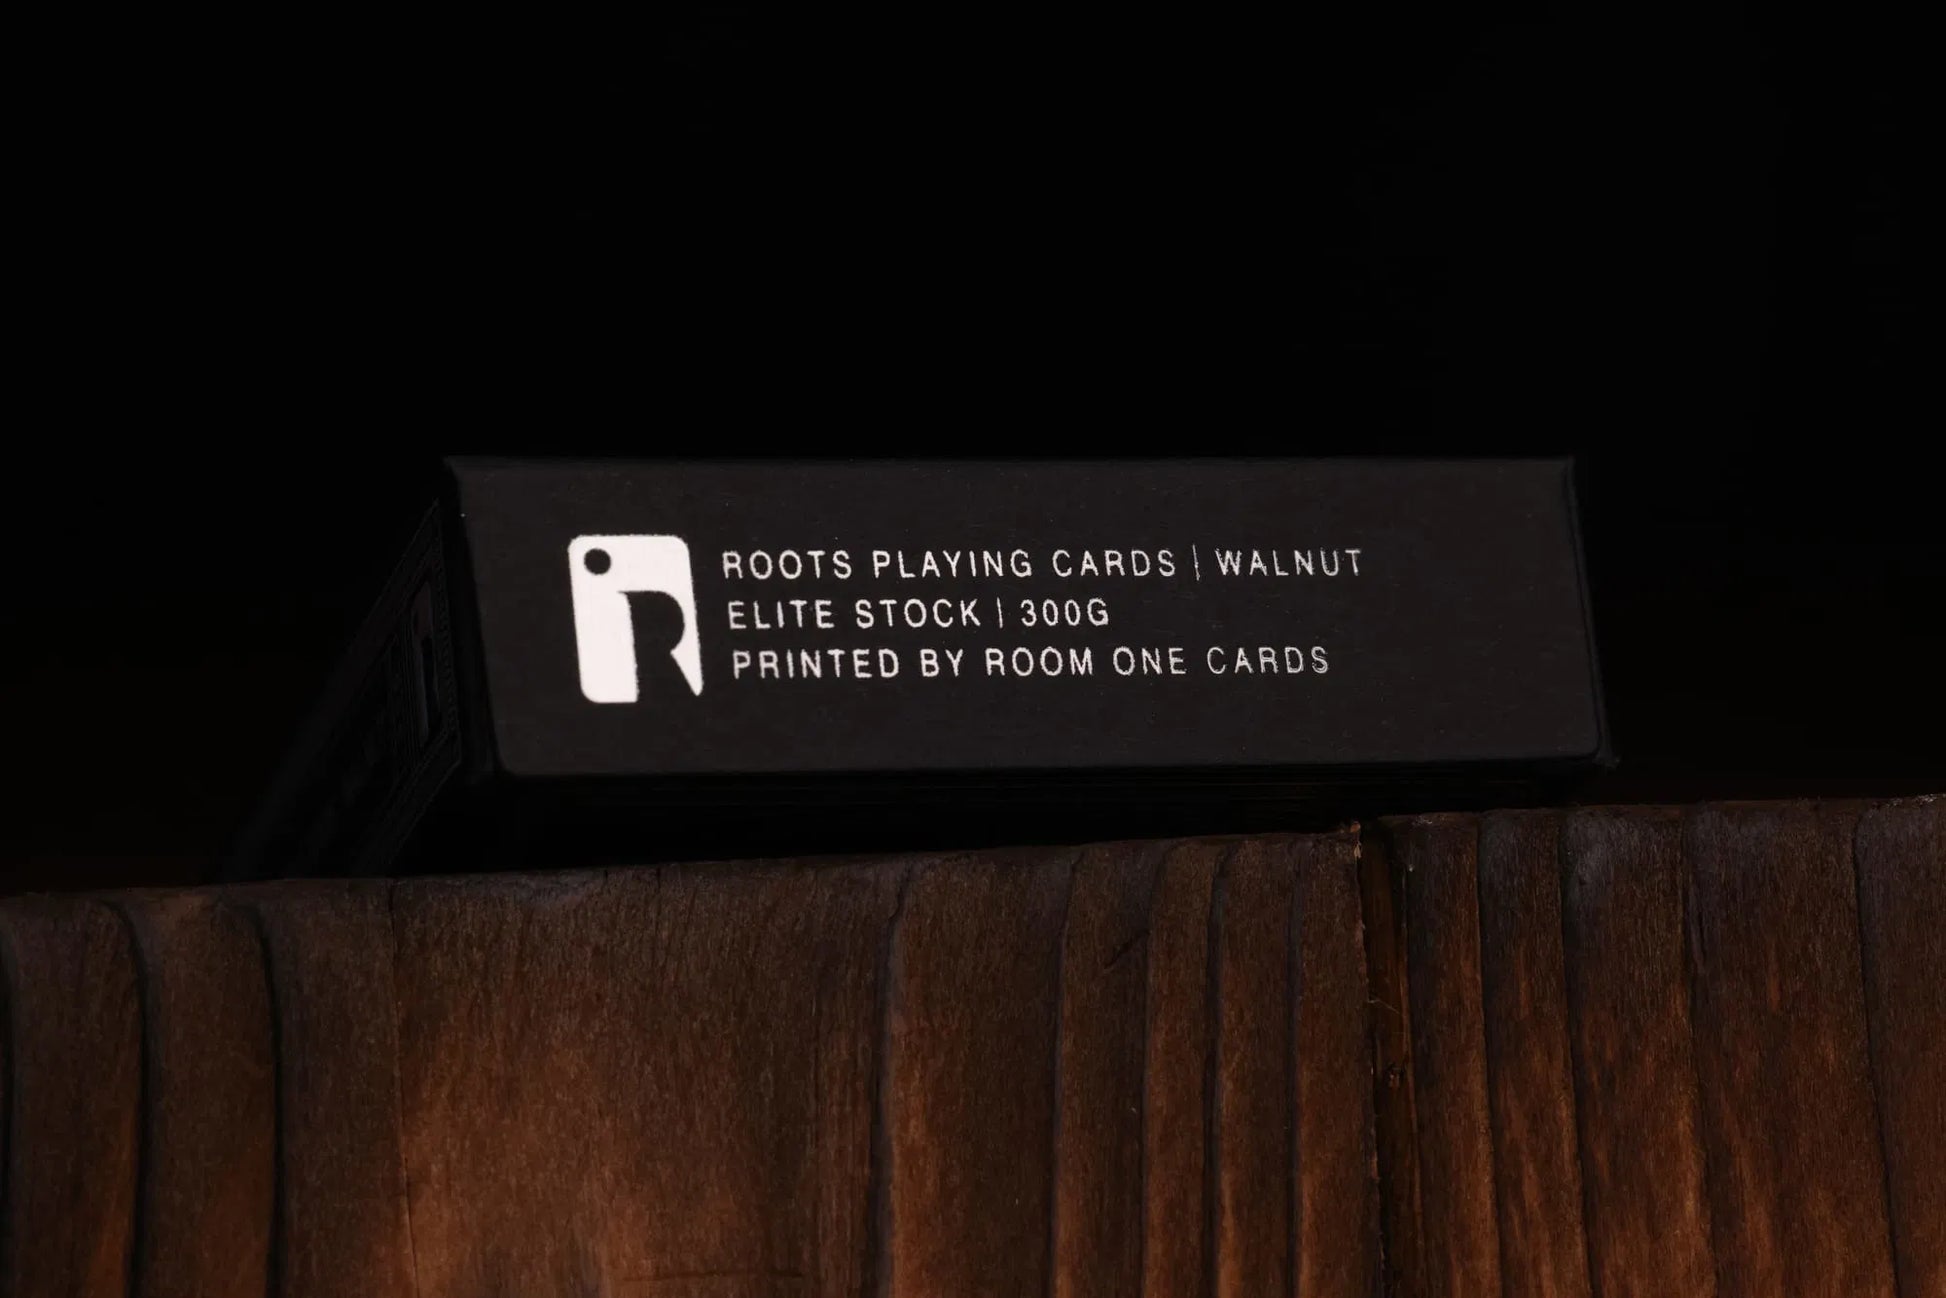 ROOTS PLAYING CARDS | WALNUT
ELITE STOCK | 300G
PRINTED BY ROOM ONE CARDS